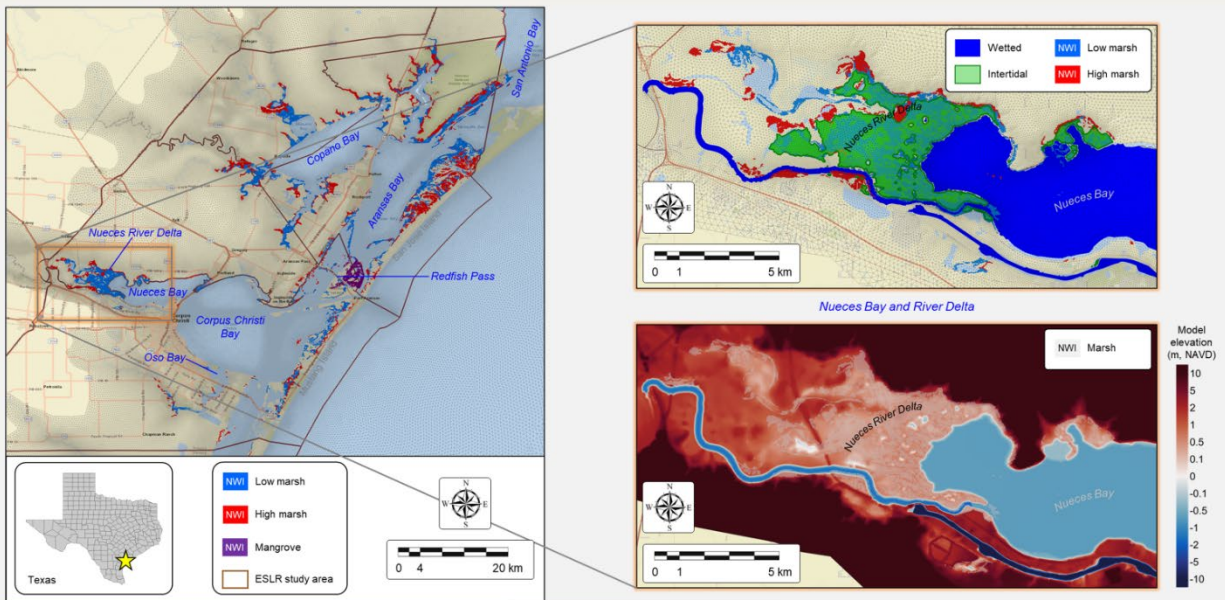 San Antonio Bay
Copano Bay
Aransas Bay
Nueces River Delta
Redfish Pass
Nueces Bay
Corpus Christi
Bay
Oso Bay
Mustang Island
Texas
NWI Low marsh
NWI High marsh
NWI Mangrove
ESLR study area
N
W E
S
0 4 20 km
Wetted
Intertidal
NWI Low marsh
NWI High marsh
Nueces River Delta
Nueces Bay
N
W E
S
0 1 5 km
Nueces Bay and River Delta
NWI Marsh
Nueces River Delta
Nueces Bay
N
W E
S
0 1 5 km
Model
elevation
(m, NAVD)
10
5
2
1
0.5
0.1
0
-0.1
-0.5
-1
-2
-5
-10